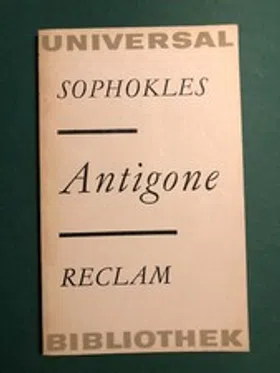 UNIVERSAL
SOPHOKLES
Antigone
RECLAM
BIBLIOTHEK